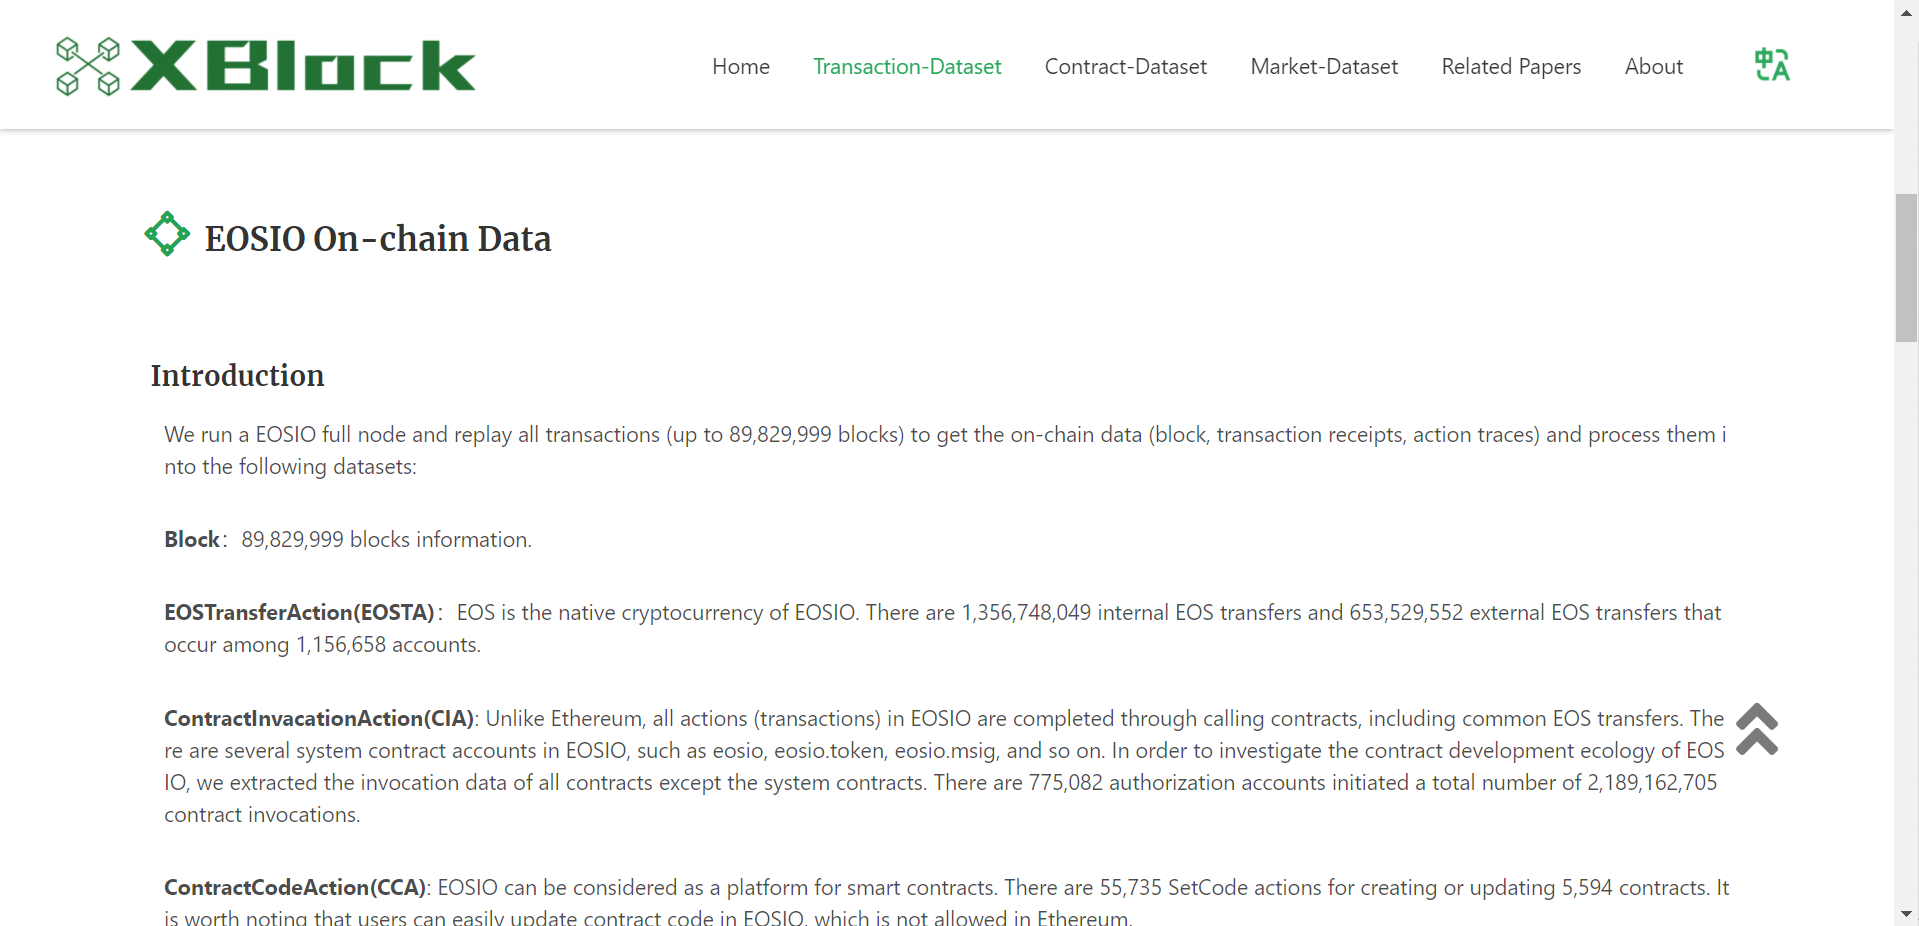 XBlock
Home Transaction-Dataset Contract-Dataset Market-Dataset Related Papers About 中A
EOSIO On-chain Data
Introduction
We run a EOSIO full node and replay all transactions (up to 89,829,999 blocks) to get the on-chain data (block, transaction receipts, action traces) and process them i
nto the following datasets:
Block：89,829,999 blocks information.
EOSTransferAction(EOSTA)：EOS is the native cryptocurrency of EOSIO. There are 1,356,748,049 internal EOS transfers and 653,529,552 external EOS transfers that
occur among 1,156,658 accounts.
ContractInvacationAction(CIA): Unlike Ethereum, all actions (transactions) in EOSIO are completed through calling contracts, including common EOS transfers. The
re are several system contract accounts in EOSIO, such as eosio, eosio.token, eosio.msig, and so on. In order to investigate the contract development ecology of EOS
IO, we extracted the invocation data of all contracts except the system contracts. There are 775,082 authorization accounts initiated a total number of 2,189,162,705
contract invocations.
ContractCodeAction(CCA): EOSIO can be considered as a platform for smart contracts. There are 55,735 SetCode actions for creating or updating 5,594 contracts. It
is worth noting that users can easily update contract code in EOSIO, which is not allowed in Ethereum.